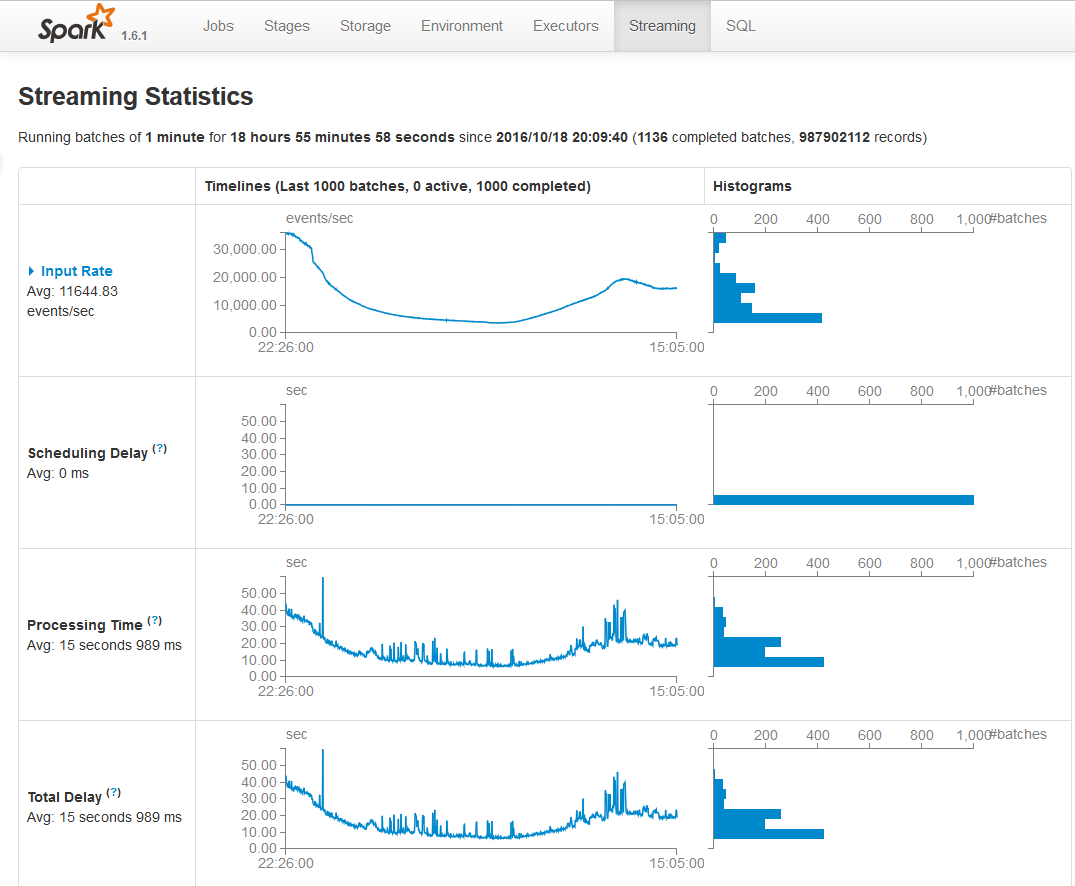 Spark 1.6.1 Jobs Stages Storage Environment Executors Streaming SQL
Streaming Statistics
Running batches of 1 minute for 18 hours 55 minutes 58 seconds since 2016/10/18 20:09:40 (1136 completed batches, 987902112 records)
Timelines (Last 1000 batches, 0 active, 1000 completed) Histograms
Input Rate
Avg: 11644.83
events/sec
events/sec
30,000.00
20,000.00
10,000.00
0.00
22:26:00 15:05:00
0 200 400 600 800 1,000 #batches
Scheduling Delay (?)
Avg: 0 ms
sec
50.00
40.00
30.00
20.00
10.00
0.00
22:26:00 15:05:00
0 200 400 600 800 1,000 #batches
Processing Time (?)
Avg: 15 seconds 989 ms
sec
50.00
40.00
30.00
20.00
10.00
0.00
22:26:00 15:05:00
0 200 400 600 800 1,000 #batches
Total Delay (?)
Avg: 15 seconds 989 ms
sec
50.00
40.00
30.00
20.00
10.00
0.00
22:26:00 15:05:00
0 200 400 600 800 1,000 #batches